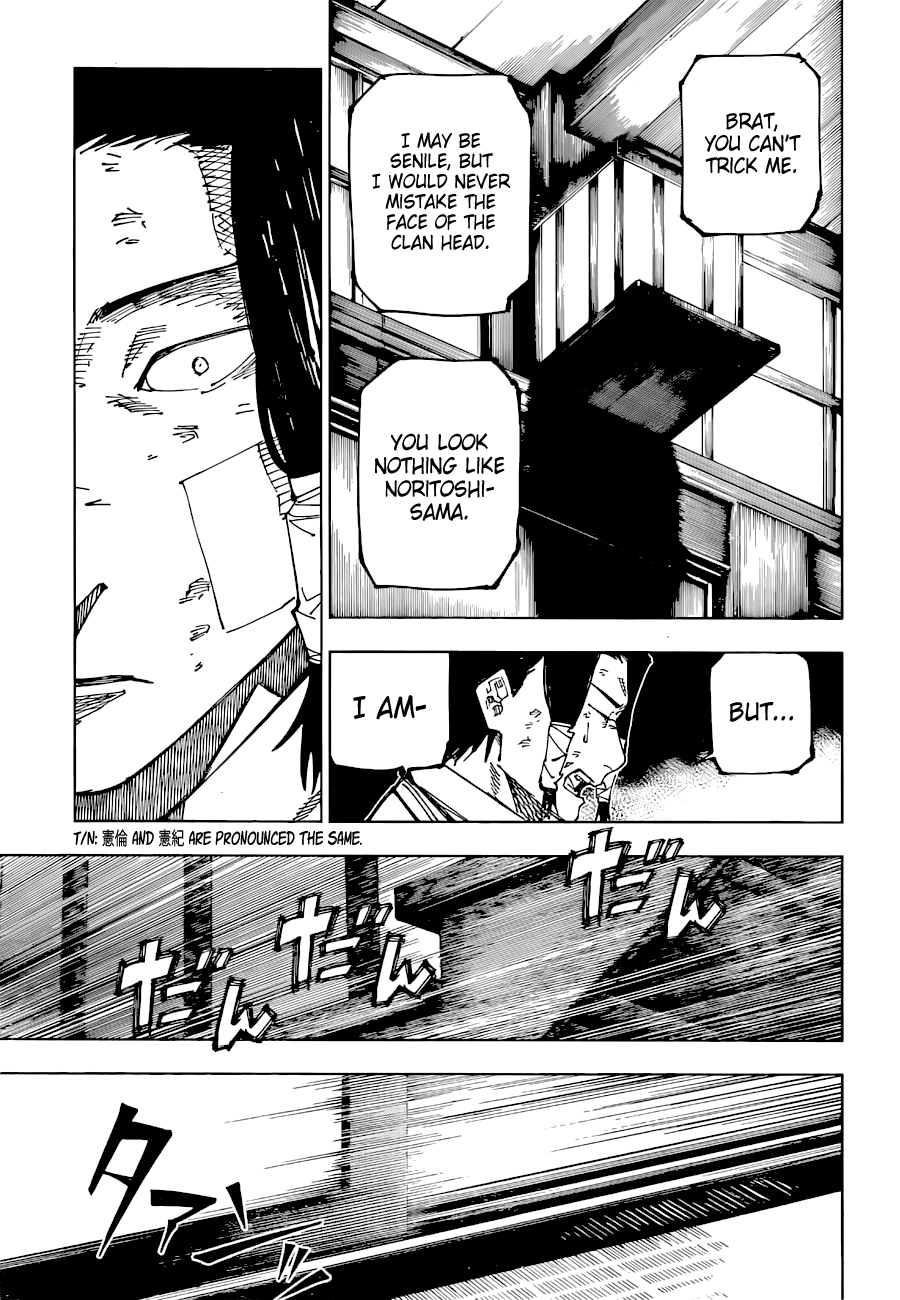 BRAT,
YOU CAN'T
TRICK ME.
I MAY BE
SENILE, BUT
I WOULD NEVER
MISTAKE THE
FACE OF THE
CLAN HEAD.
YOU LOOK
NOTHING LIKE
NORITOSHI-
SAMA.
BUT...
I AM-
T/N: 憲倫 AND 憲紀 ARE PRONOUNCED THE SAME.
だん
だん
だん
タァンッ